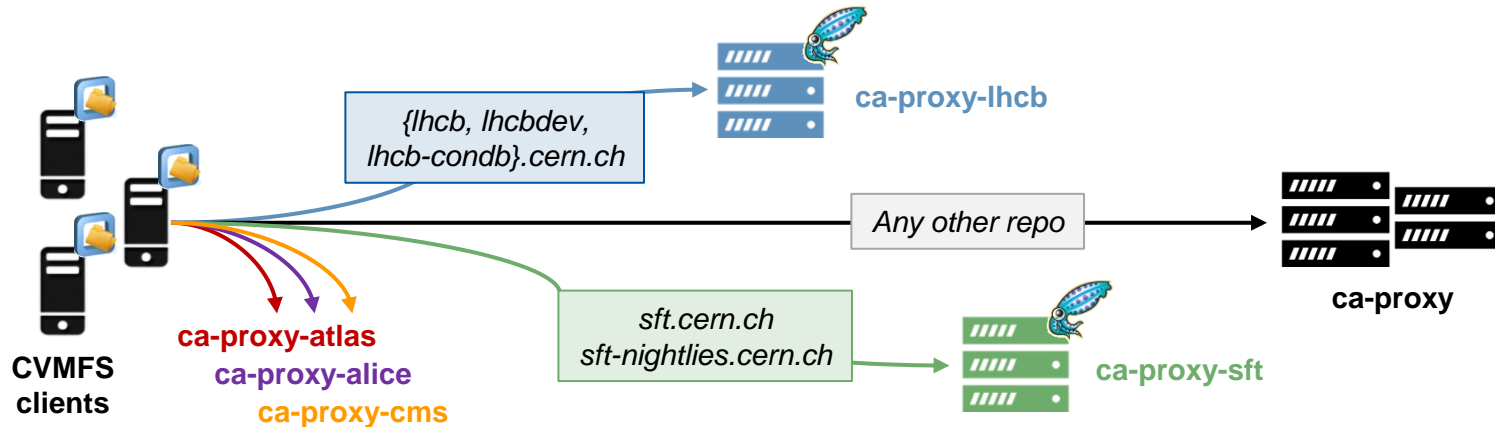 {lhcb, lhcbdev,
lhcb-condb}.cern.ch
ca-proxy-lhcb
Any other repo
ca-proxy
sft.cern.ch
sft-nightlies.cern.ch
ca-proxy-sft
ca-proxy-atlas
ca-proxy-alice
ca-proxy-cms
CVMFS
clients